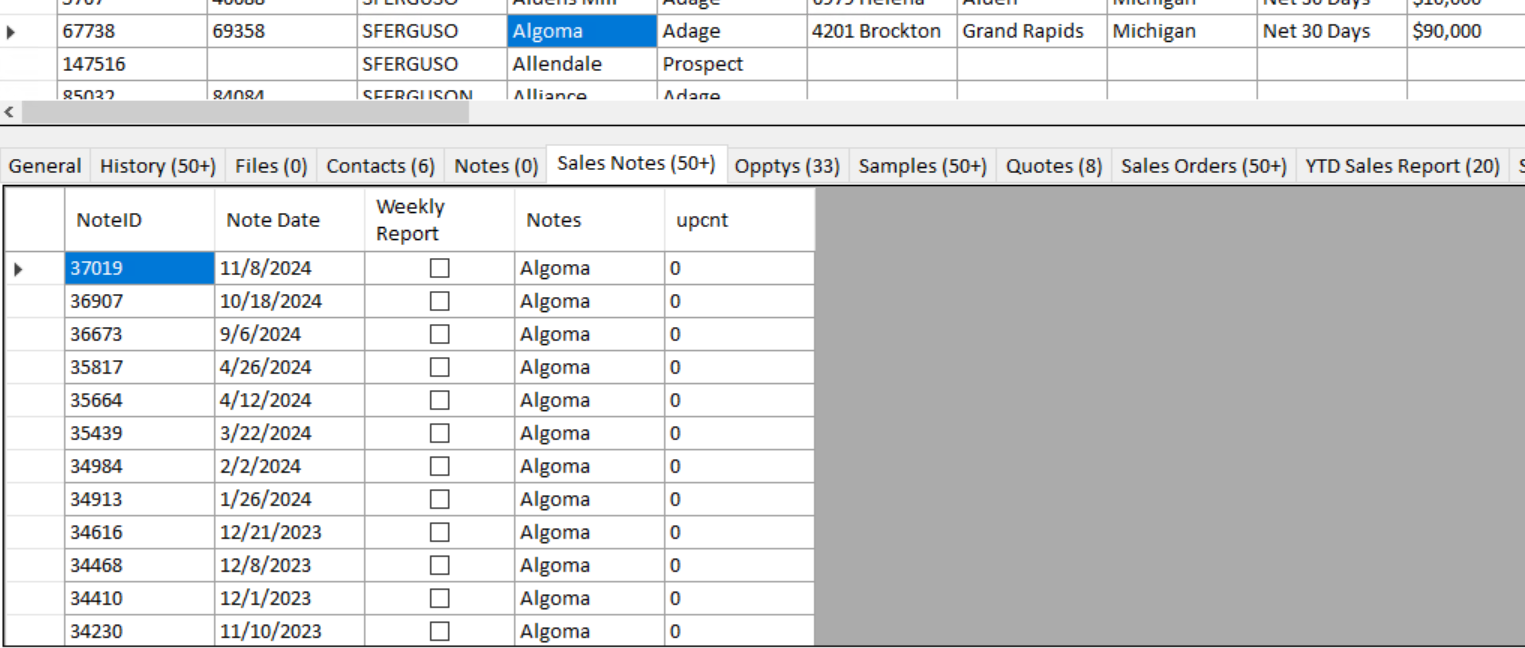 67738 69358 SFERGUSO Algoma Adage 4201 Brockton Grand Rapids Michigan Net 30 Days $90,000
147516 SFERGUSO Allendale Prospect
85032 84084 SFERGUSON Alliance Adage
General History (50+) Files (0) Contacts (6) Notes (0) Sales Notes (50+) Opptys (33) Samples (50+) Quotes (8) Sales Orders (50+) YTD Sales Report (20)
NoteID Note Date Weekly Report Notes upcnt
37019 11/8/2024 Algoma 0
36907 10/18/2024 Algoma 0
36673 9/6/2024 Algoma 0
35817 4/26/2024 Algoma 0
35664 4/12/2024 Algoma 0
35439 3/22/2024 Algoma 0
34984 2/2/2024 Algoma 0
34913 1/26/2024 Algoma 0
34616 12/21/2023 Algoma 0
34468 12/8/2023 Algoma 0
34410 12/1/2023 Algoma 0
34230 11/10/2023 Algoma 0